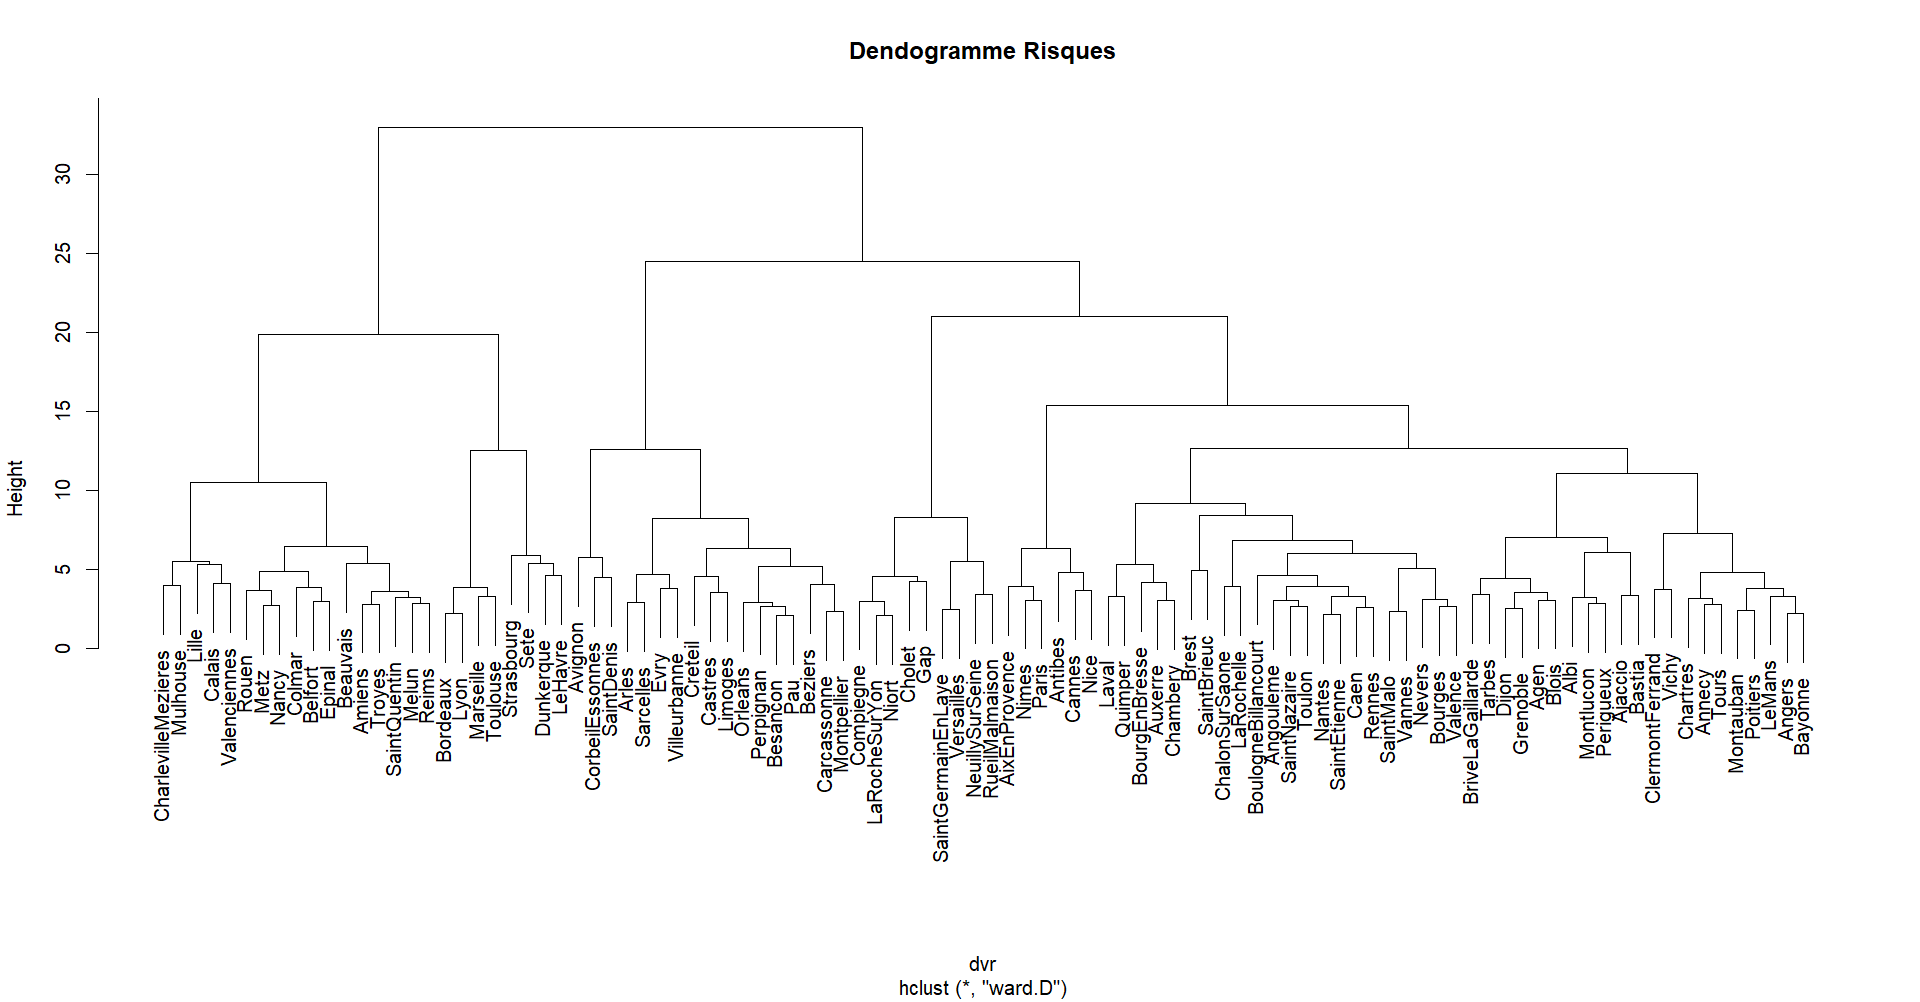 Dendogramme Risques
Height
0
5
10
15
20
25
30
CharlevilleMezieres
Mulhouse
Lille
Calais
Valenciennes
Rouen
Metz
Nancy
Colmar
Belfort
Epinal
Beauvais
Amiens
Troyes
SaintQuentin
Melun
Reims
Bordeaux
Lyon
Marseille
Toulouse
Strasbourg
Sete
Dunkerque
LeHavre
Avignon
CorbeilEssonnes
SaintDenis
Arles
Sarcelles
Evry
Villeurbanne
Creteil
Castres
Limoges
Orleans
Perpignan
Besancon
Pau
Beziers
Carcassonne
Montpellier
Compiegne
LaRocheSurYon
Niort
Cholet
Gap
SaintGermainEnLaye
Versailles
NeuillySurSeine
RueilMalmaison
AixEnProvence
Nimes
Paris
Antibes
Cannes
Nice
Laval
Quimper
BourgEnBresse
Auxerre
Chambery
Brest
SaintBrieuc
ChalonSurSaone
LaRochelle
BoulogneBillancourt
Angouleme
SaintNazaire
Toulon
Nantes
SaintEtienne
Caen
Rennes
SaintMalo
Vannes
Nevers
Bourges
Valence
BriveLaGaillarde
Tarbes
Dijon
Grenoble
Agen
Blois
Albi
Montlucon
Perigueux
Ajaccio
Bastia
ClermontFerrand
Vichy
Chartres
Annecy
Tours
Montauban
Poitiers
LeMans
Angers
Bayonne
dvr
hclust (*, "ward.D")